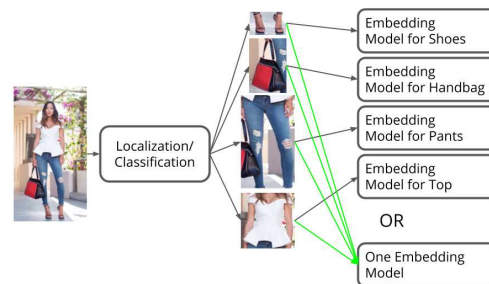 Localization/
Classification
Embedding
Model for Shoes
Embedding
Model for Handbag
Embedding
Model for Pants
Embedding
Model for Top
OR
One Embedding
Model